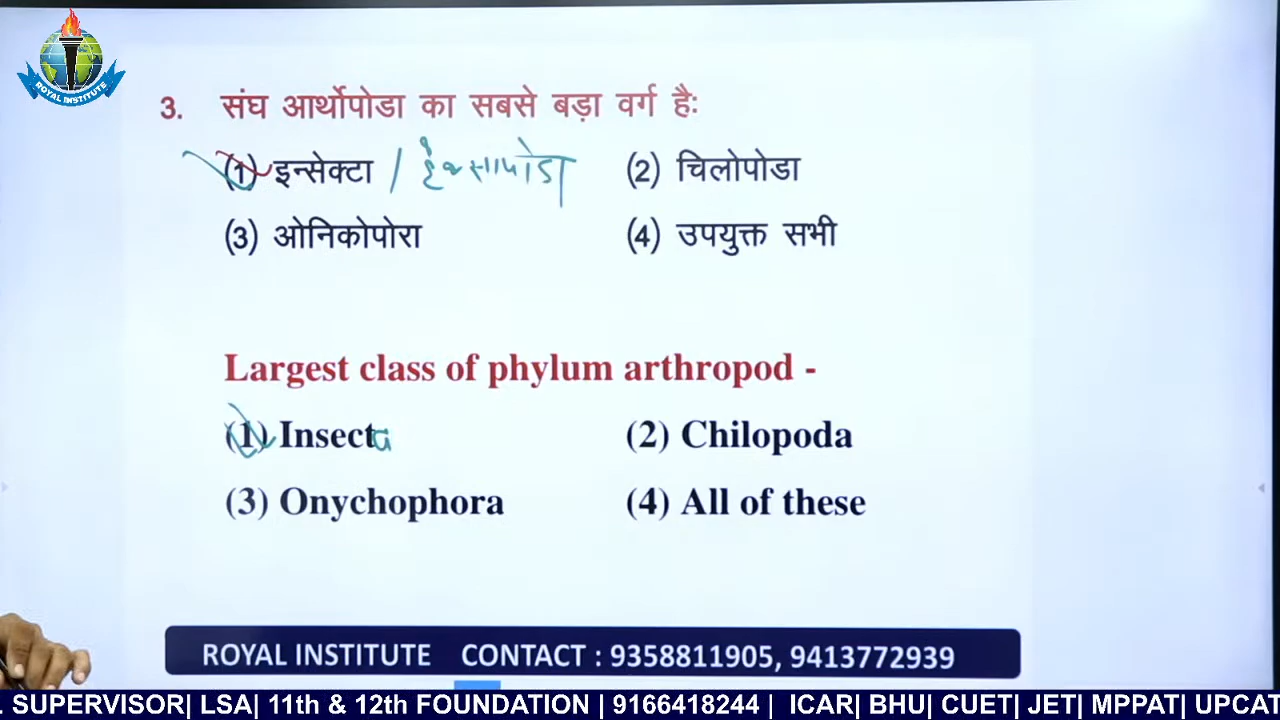 ROYAL INSTITUTE
3. संघ आर्थोपोडा का सबसे बड़ा वर्ग हैः
(1) इन्सेक्टा / हैक्सापोडा (2) चिलोपोडा
(3) ओनिकोपोरा (4) उपयुक्त सभी
Largest class of phylum arthropod -
(1) Insecta (2) Chilopoda
(3) Onychophora (4) All of these
ROYAL INSTITUTE CONTACT : 9358811905, 9413772939
. SUPERVISOR| LSA| 11th & 12th FOUNDATION | 9166418244 | ICAR| BHU| CUET| JET| MPPAT| UPCAT